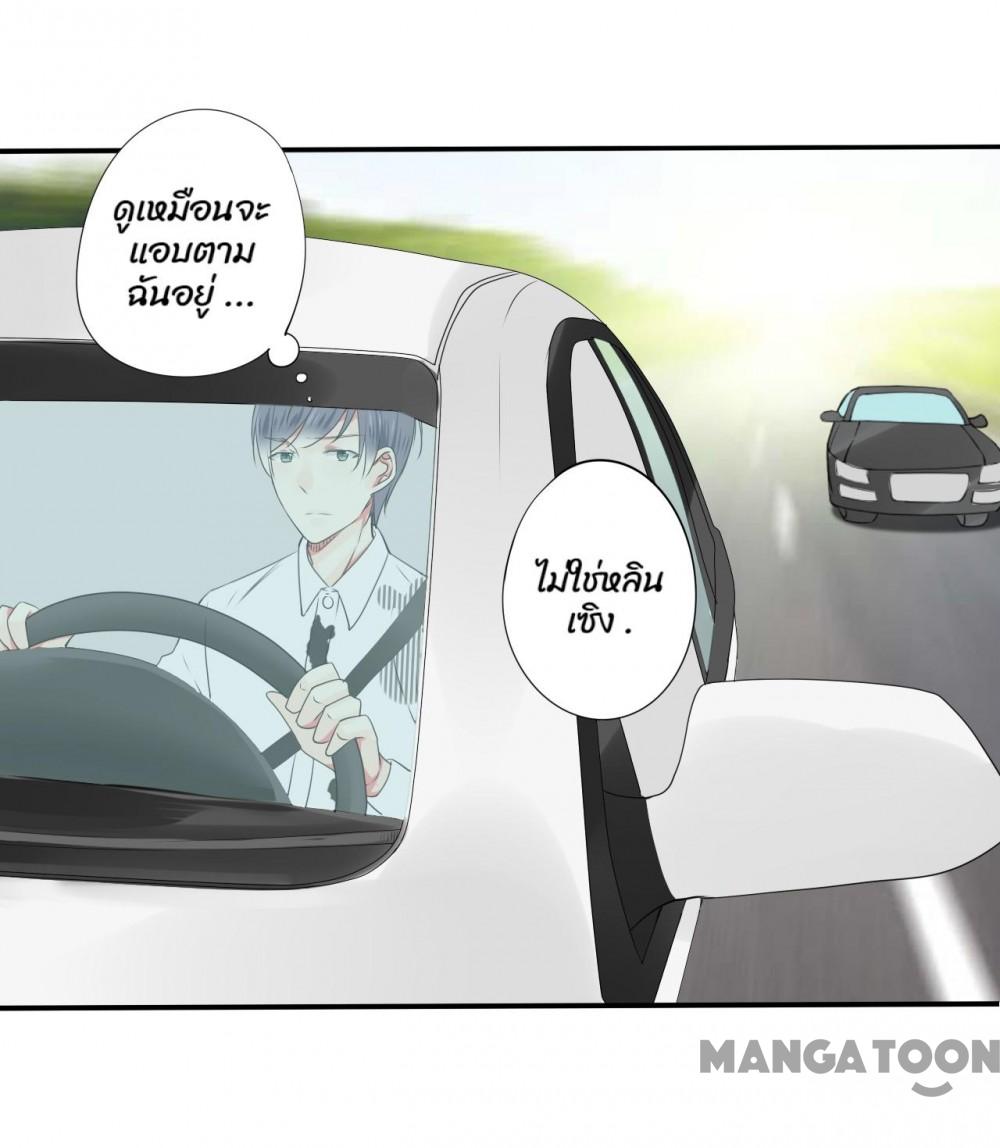 ดูเหมือนจะ
แอบตาม
ฉันอยู่ ...
ไม่ใช่หลิน
เซิง .
MANGATOON